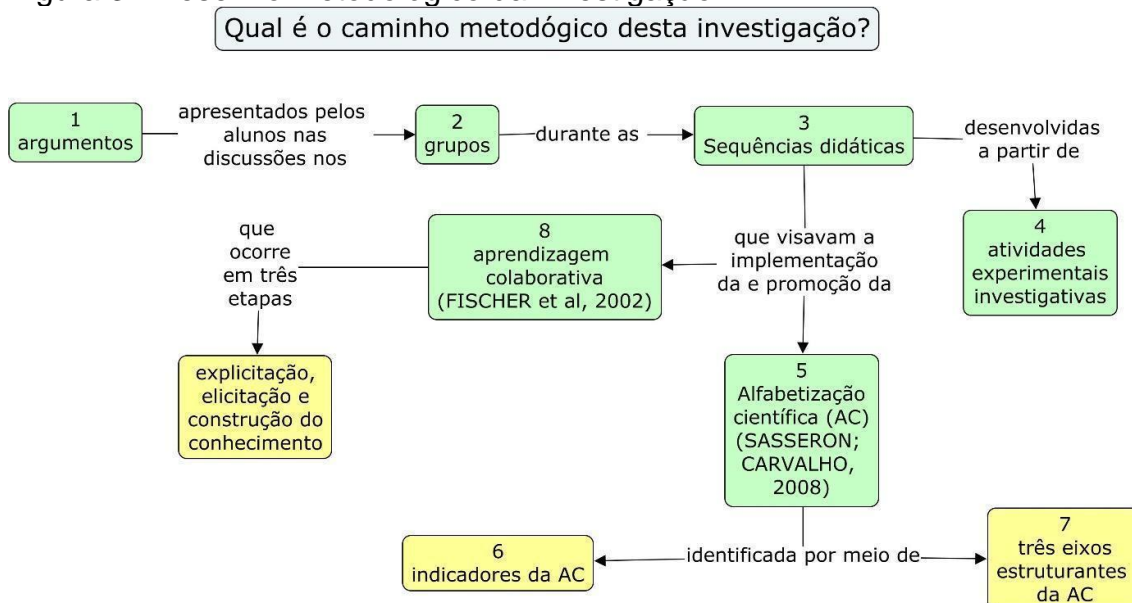 Qual é o caminho metodógico desta investigação?
1
argumentos
apresentados pelos
alunos nas
discussões nos
2
grupos
durante as
3
Sequências didáticas
desenvolvidas
a partir de
4
atividades
experimentais
investigativas
que visavam a
implementação
da e promoção da
8
aprendizagem
colaborativa
(FISCHER et al, 2002)
que
ocorre
em três
etapas
explicitação,
elicitação e
construção do
conhecimento
5
Alfabetização
científica (AC)
(SASSERON;
CARVALHO,
2008)
identificada por meio de
6
indicadores da AC
7
três eixos
estruturantes
da AC